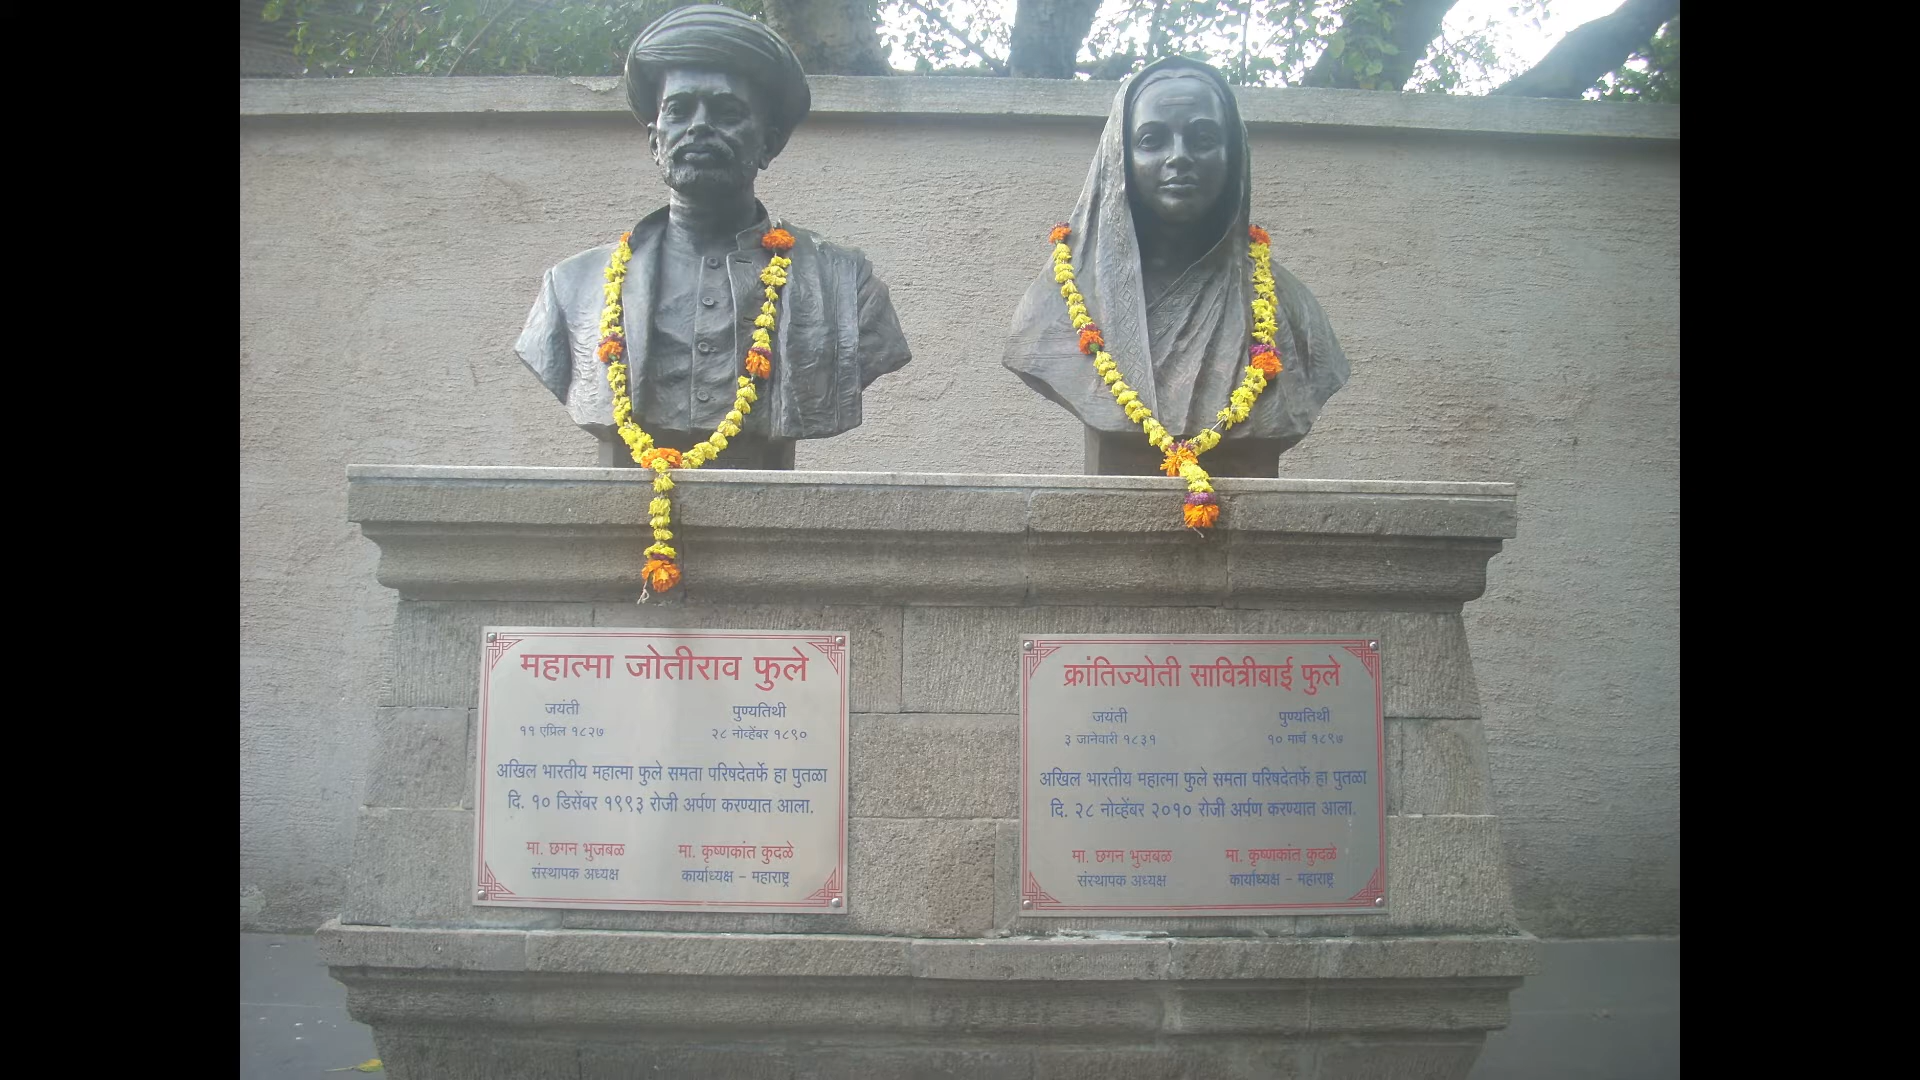 महात्मा जोतीराव फुले
जयंती
११ एप्रिल १८२७
पुण्यतिथी
२८ नोव्हेंबर १८९०
अखिल भारतीय महात्मा फुले समता परिषदेतर्फे हा पुतळा
दि. १० डिसेंबर १९९३ रोजी अर्पण करण्यात आला.
मा. छगन भुजबळ
संस्थापक अध्यक्ष
मा. कृष्णकांत कुदळे
कार्याध्यक्ष - महाराष्ट्र
क्रांतिज्योती सावित्रीबाई फुले
जयंती
३ जानेवारी १८३१
पुण्यतिथी
१० मार्च १८९७
अखिल भारतीय महात्मा फुले समता परिषदेतर्फे हा पुतळा
दि. २८ नोव्हेंबर २०१० रोजी अर्पण करण्यात आला.
मा. छगन भुजबळ
संस्थापक अध्यक्ष
मा. कृष्णकांत कुदळे
कार्याध्यक्ष - महाराष्ट्र